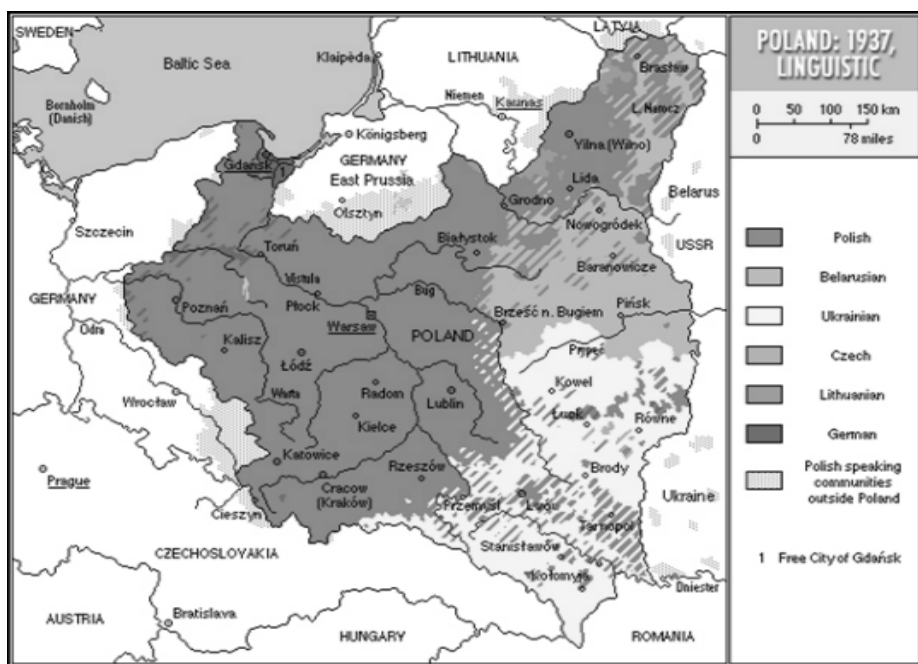 SWEDEN
Baltic Sea
Bornholm
(Danish)
Klaipėda
LITHUANIA
LATVIA
Brasław
L. Narocz
Niemen
Kaunas
Königsberg
Vilna (Wilno)
Gdańsk
1
GERMANY
East Prussia
Lida
Belarus
Olsztyn
Grodno
Nowogródek
Szczecin
Toruń
Białystok
USSR
Baranowicze
GERMANY
Vistula
Bug
Poznań
Płock
Pińsk
Brześć n. Bugiem
Odra
Warsaw
POLAND
Kalisz
Prypeć
Łódź
Kowel
Wrocław
Warta
Radom
Lublin
Łuck
Równe
Kielce
Katowice
Rzeszów
Brody
Prague
Cracow
(Kraków)
Przemyśl
Lwów
Ukraine
Cieszyn
Tarnopol
CZECHOSLOVAKIA
Stanisławów
Kołomyja
Dniester
AUSTRIA
Bratislava
HUNGARY
ROMANIA
POLAND: 1937,
LINGUISTIC
0 50 100 150 km
0 78 miles
Polish
Belarusian
Ukrainian
Czech
Lithuanian
German
Polish speaking
communities
outside Poland
1 Free City of Gdańsk